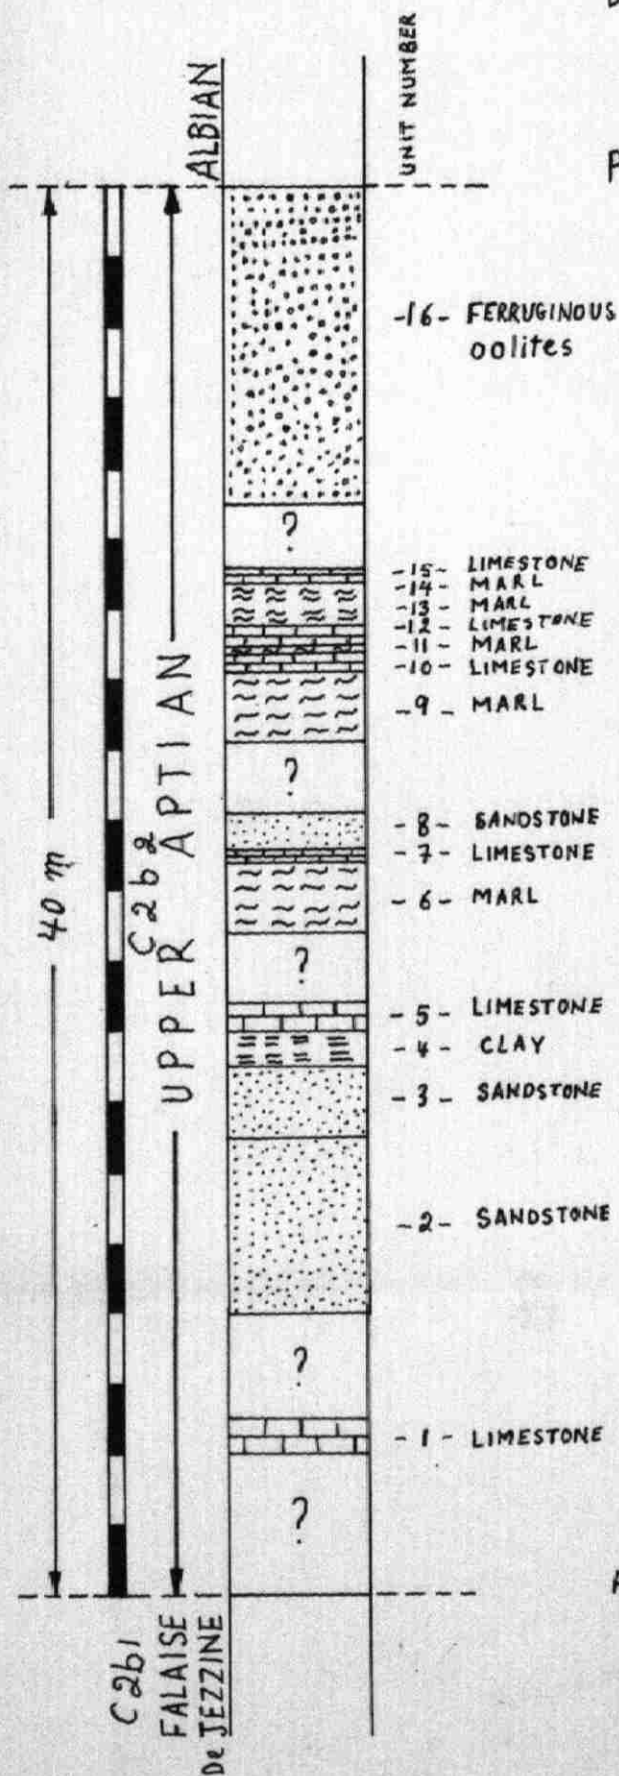 ALBIAN
UNIT NUMBER
-16- FERRUGINOUS
oolites
?
-15- LIMESTONE
-14- MARL
-13- MARL
-12- LIMESTONE
-11- MARL
-10- LIMESTONE
-9- MARL
?
-8- SANDSTONE
-7- LIMESTONE
-6- MARL
?
-5- LIMESTONE
-4- CLAY
-3- SANDSTONE
-2- SANDSTONE
?
-1- LIMESTONE
?
40 m
C2b2
UPPER APTIAN
C2b1
FALAISE
De JEZZINE